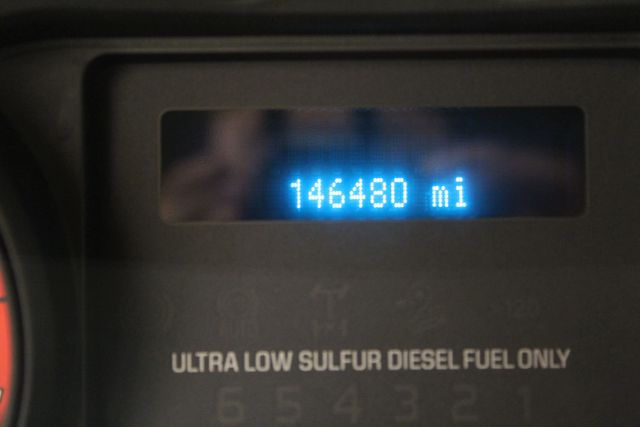 146480 mi
ULTRA LOW SULFUR DIESEL FUEL ONLY
6 5 4 3 2 1